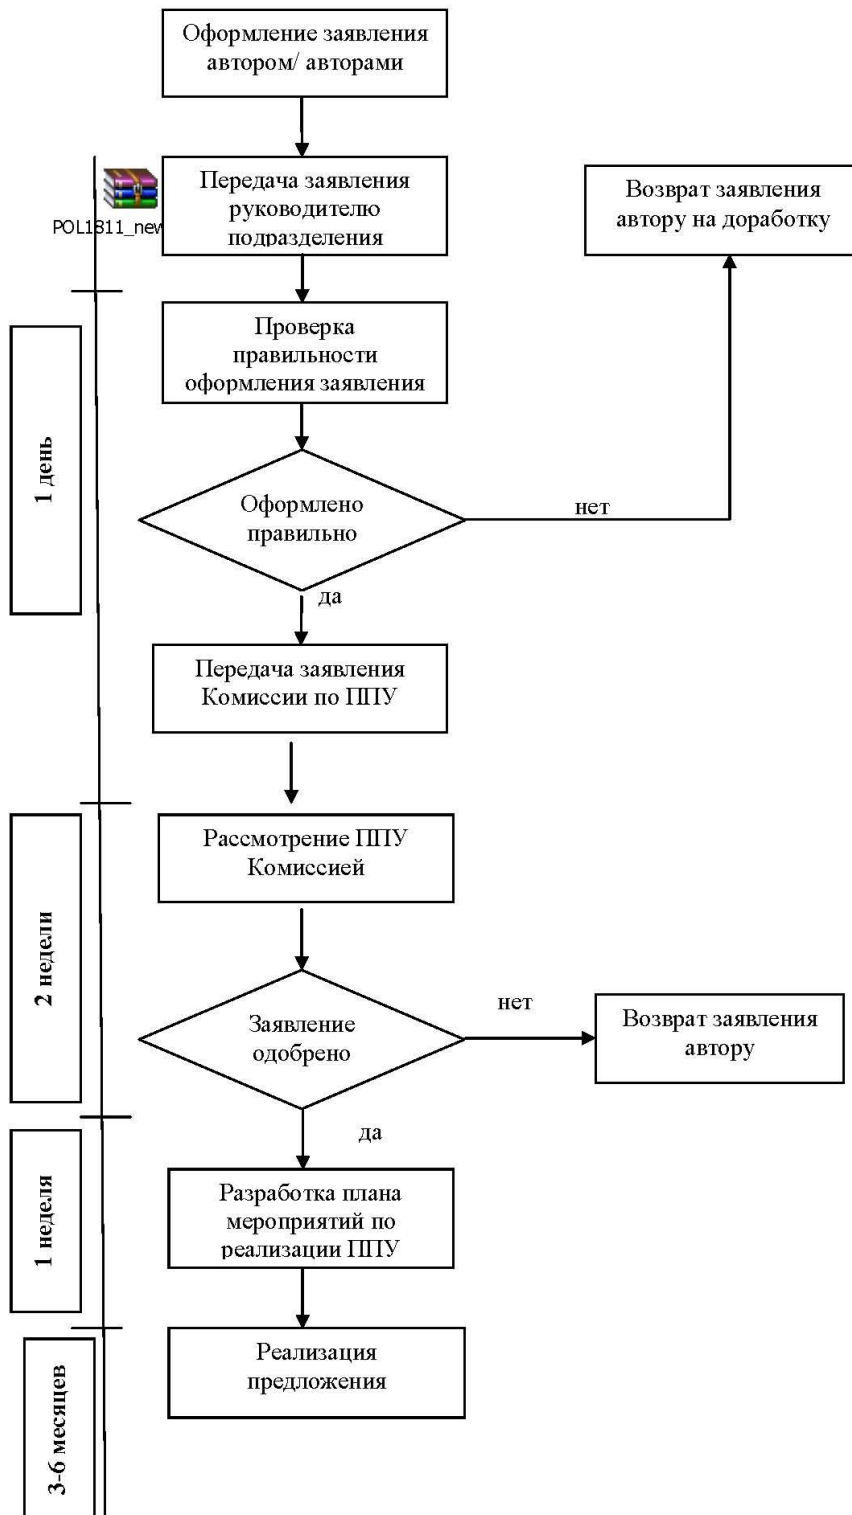 Оформление заявления
автором/ авторами
POL1811_new
Передача заявления
руководителю
подразделения
Возврат заявления
автору на доработку
1 день
Проверка
правильности
оформления заявления
Оформлено
правильно
нет
да
Передача заявления
Комиссии по ППУ
2 недели
Рассмотрение ППУ
Комиссией
Заявление
одобрено
нет
Возврат заявления
автору
да
1 неделя
Разработка плана
мероприятий по
реализации ППУ
3-6 месяцев
Реализация
предложения